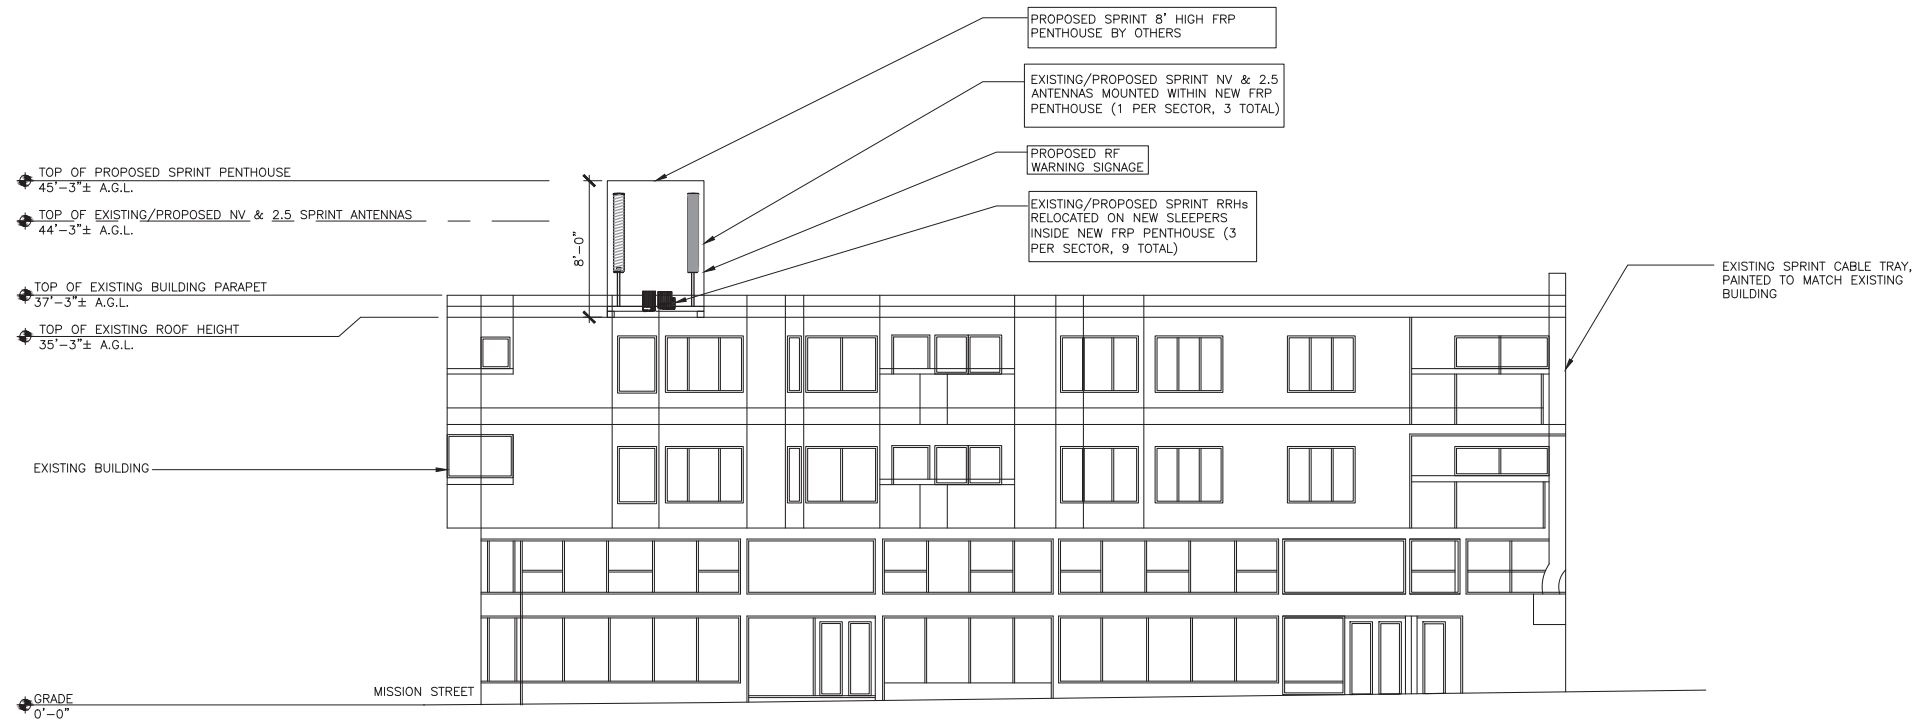 PROPOSED SPRINT 8' HIGH FRP
PENTHOUSE BY OTHERS
EXISTING/PROPOSED SPRINT NV & 2.5
ANTENNAS MOUNTED WITHIN NEW FRP
PENTHOUSE (1 PER SECTOR, 3 TOTAL)
PROPOSED RF
WARNING SIGNAGE
TOP OF PROPOSED SPRINT PENTHOUSE
45'-3"± A.G.L.
TOP OF EXISTING/PROPOSED NV & 2.5 SPRINT ANTENNAS
44'-3"± A.G.L.
8'-0"
EXISTING/PROPOSED SPRINT RRHs
RELOCATED ON NEW SLEEPERS
INSIDE NEW FRP PENTHOUSE (3
PER SECTOR, 9 TOTAL)
EXISTING SPRINT CABLE TRAY,
PAINTED TO MATCH EXISTING
BUILDING
TOP OF EXISTING BUILDING PARAPET
37'-3"± A.G.L.
TOP OF EXISTING ROOF HEIGHT
35'-3"± A.G.L.
EXISTING BUILDING
MISSION STREET
GRADE
0'-0"